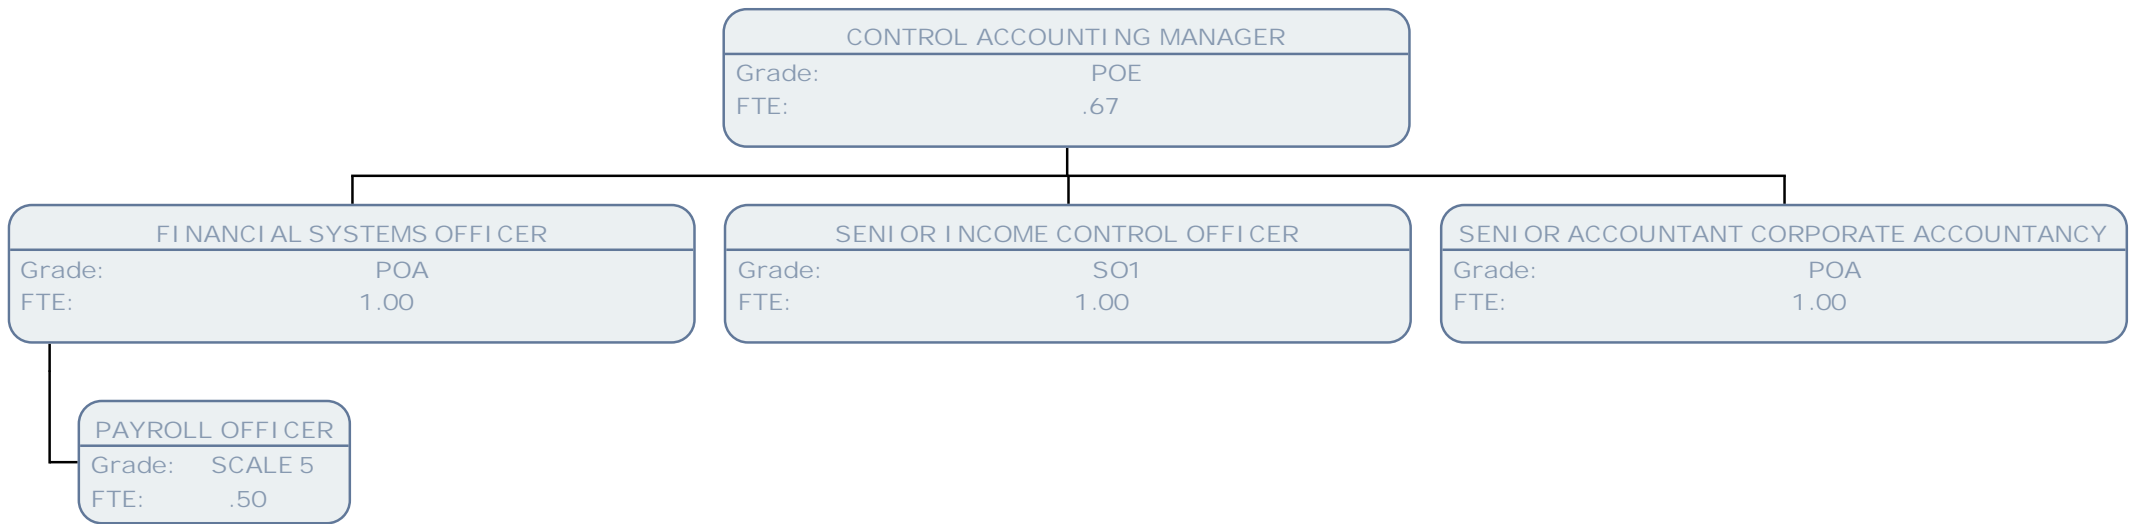 CONTROL ACCOUNTING MANAGER
Grade: POE
FTE: .67
FINANCIAL SYSTEMS OFFICER
Grade: POA
FTE: 1.00
SENIOR INCOME CONTROL OFFICER
Grade: SO1
FTE: 1.00
SENIOR ACCOUNTANT CORPORATE ACCOUNTANCY
Grade: POA
FTE: 1.00
PAYROLL OFFICER
Grade: SCALE 5
FTE: .50